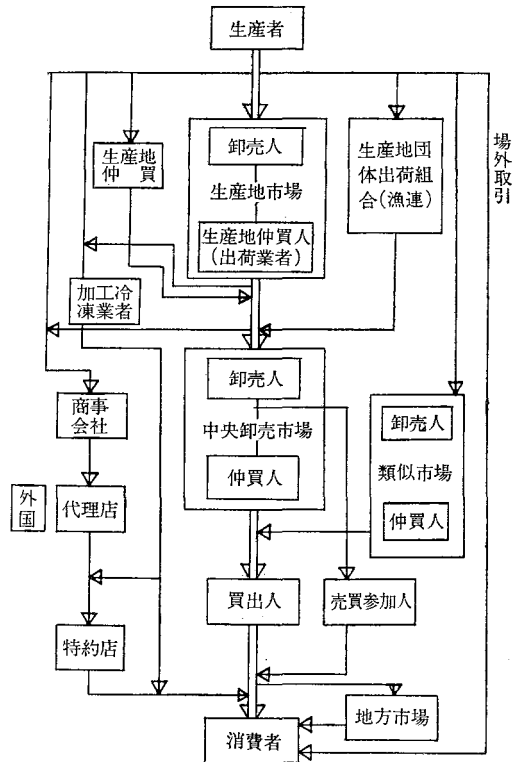 生産者
場外取引
生産地
仲買
卸売人
生産地市場
生産地仲買人
(出荷業者)
生産地団
体出荷組
合(漁連)
加工冷
凍業者
卸売人
中央卸売市場
仲買人
商事
会社
卸売人
類似市場
仲買人
外国
代理店
買出人
売買参加人
特約店
地方市場
消費者